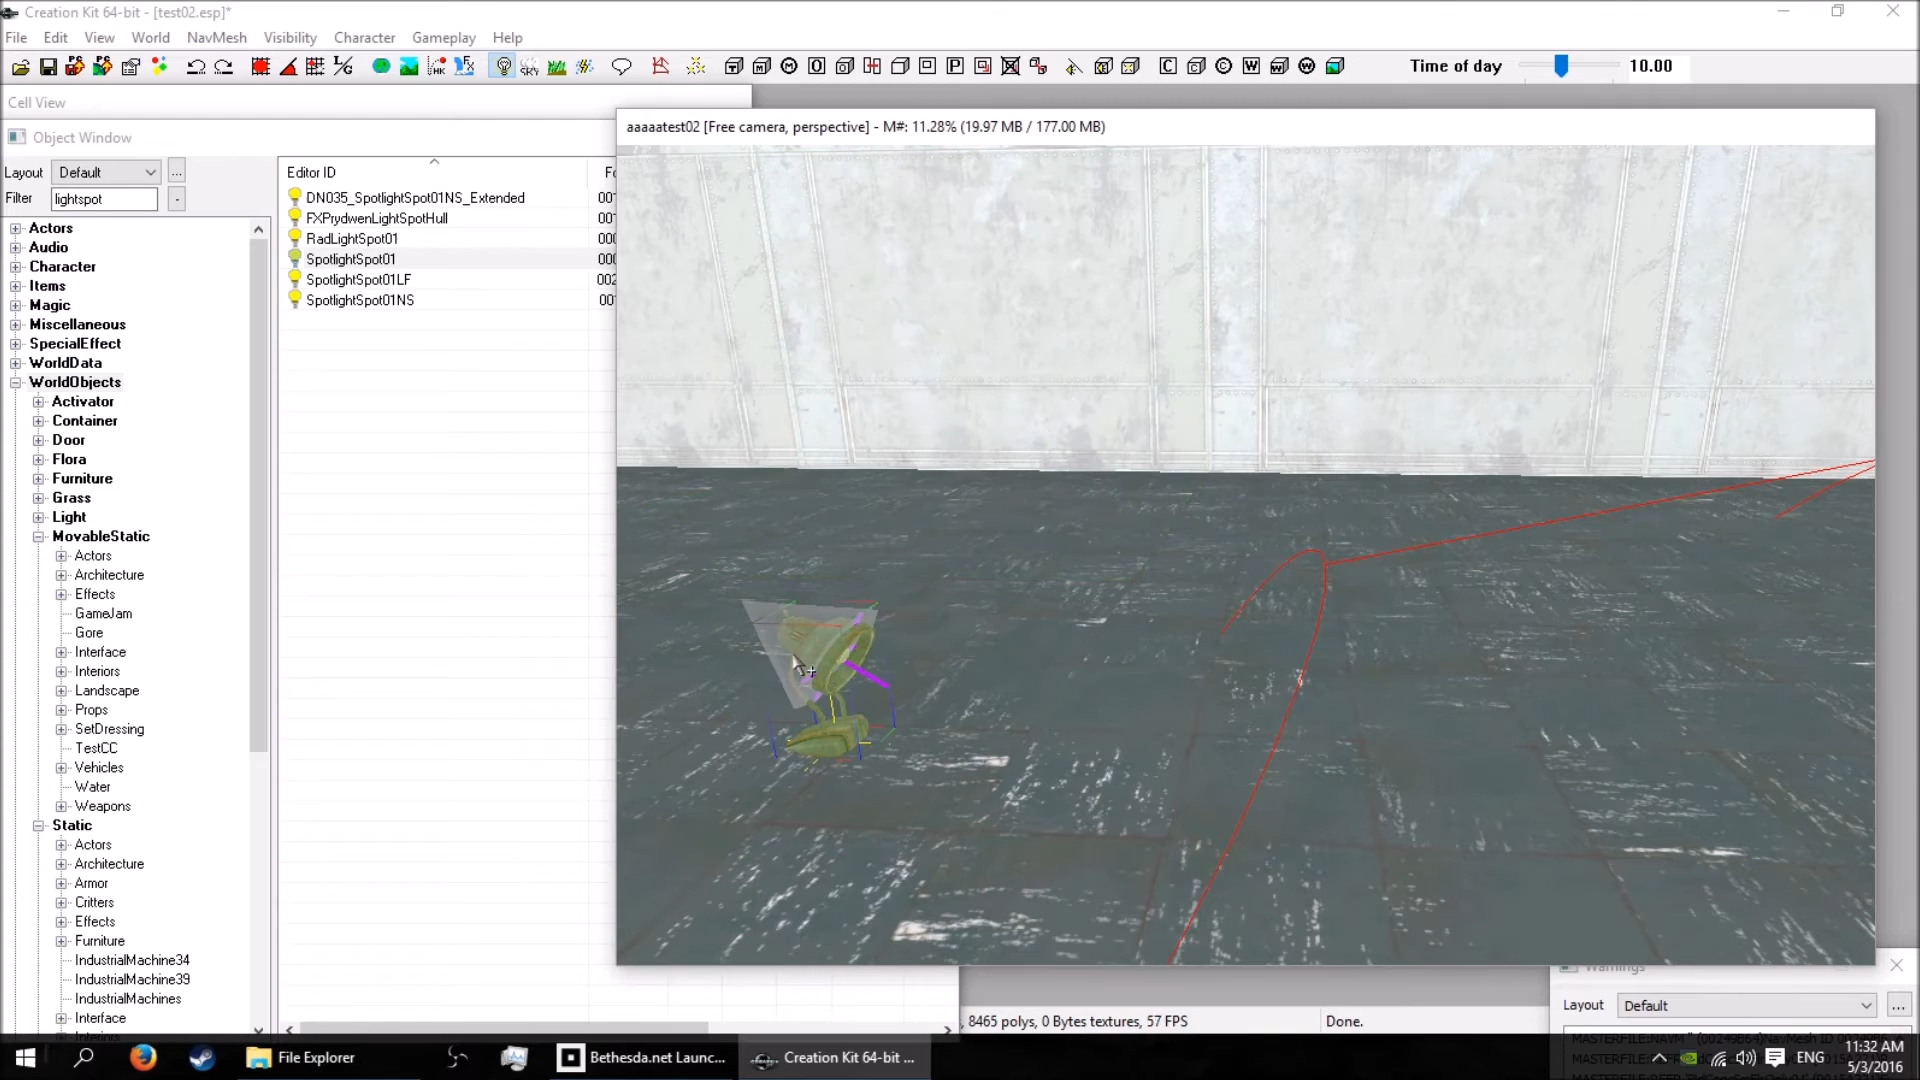 Creation Kit 64-bit - [test02.esp]*
File Edit View World NavMesh Visibility Character Gameplay Help
Time of day 10.00
Cell View
Object Window
Layout Default ...
Filter lightspot -
Actors
Audio
Character
Items
Magic
Miscellaneous
SpecialEffect
WorldData
WorldObjects
Activator
Container
Door
Flora
Furniture
Grass
Light
MovableStatic
Actors
Architecture
Effects
GameJam
Gore
Interface
Interiors
Landscape
Props
SetDressing
TestCC
Vehicles
Water
Weapons
Static
Actors
Architecture
Armor
Critters
Effects
Furniture
IndustrialMachine34
IndustrialMachine39
IndustrialMachines
Interface
Editor ID
DN035_SpotlightSpot01NS_Extended
FXPrydwenLightSpotHull
RadLightSpot01
SpotlightSpot01
SpotlightSpot01LF
SpotlightSpot01NS
aaaaatest02 [Free camera, perspective] - M#: 11.28% (19.97 MB / 177.00 MB)
, 8465 polys, 0 Bytes textures, 57 FPS
Done.
Warnings
Layout Default ...
File Explorer
Bethesda.net Launc...
Creation Kit 64-bit ...
ENG
11:32 AM
5/3/2016